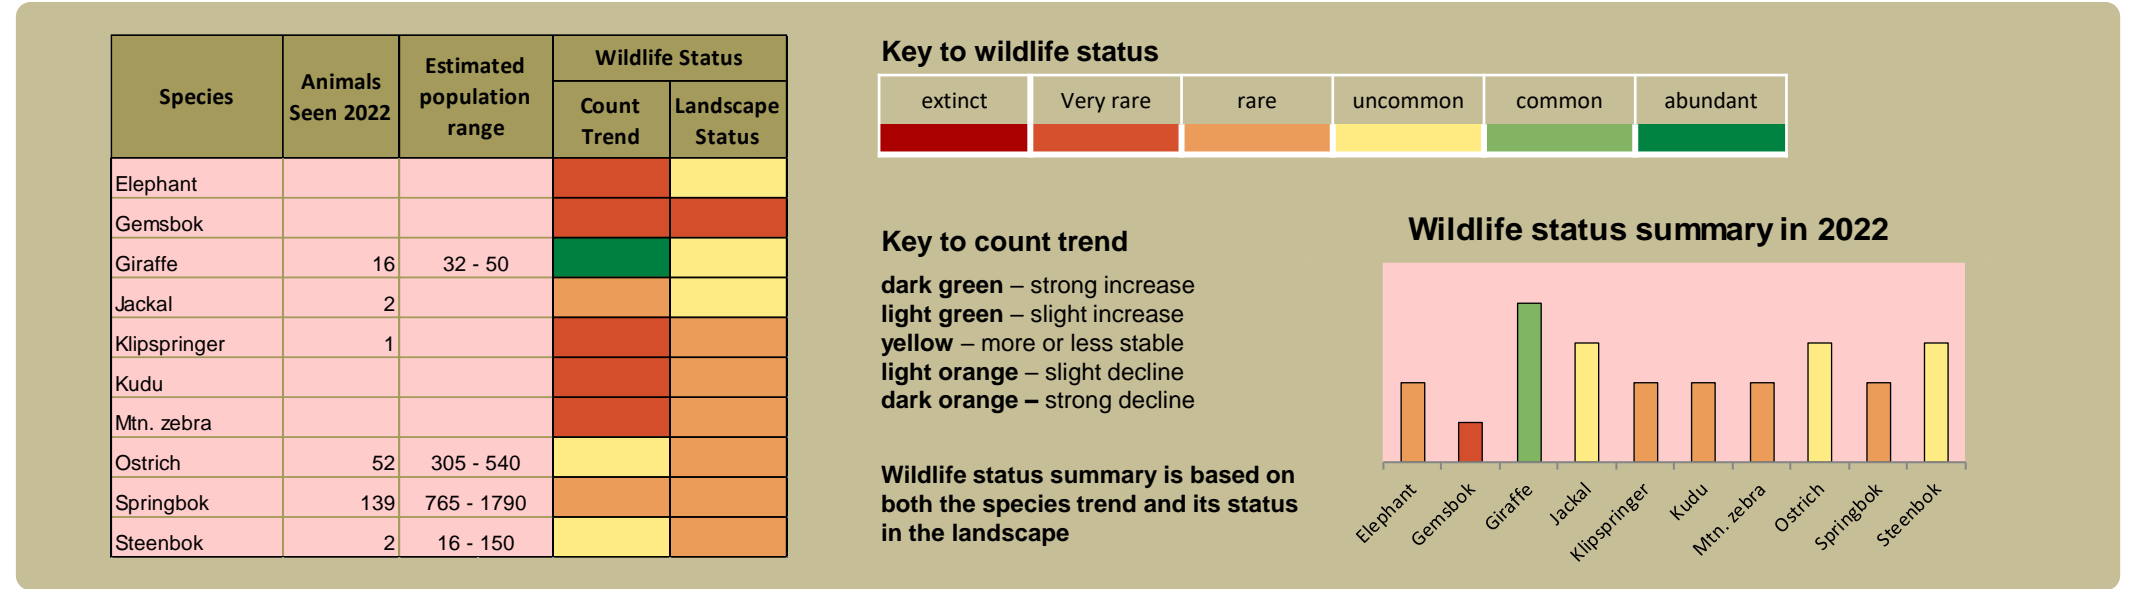 Species
Animals
Seen 2022
Estimated
population
range
Wildlife Status
Count
Trend
Landscape
Status
Elephant
Gemsbok
Giraffe 16 32 - 50
Jackal 2
Klipspringer 1
Kudu
Mtn. zebra
Ostrich 52 305 - 540
Springbok 139 765 - 1790
Steenbok 2 16 - 150
Key to wildlife status
extinct Very rare rare uncommon common abundant
Key to count trend
dark green – strong increase
light green – slight increase
yellow – more or less stable
light orange – slight decline
dark orange – strong decline
Wildlife status summary is based on
both the species trend and its status
in the landscape
Wildlife status summary in 2022
Elephant
Gemsbok
Giraffe
Jackal
Klipspringer
Kudu
Mtn. zebra
Ostrich
Springbok
Steenbok